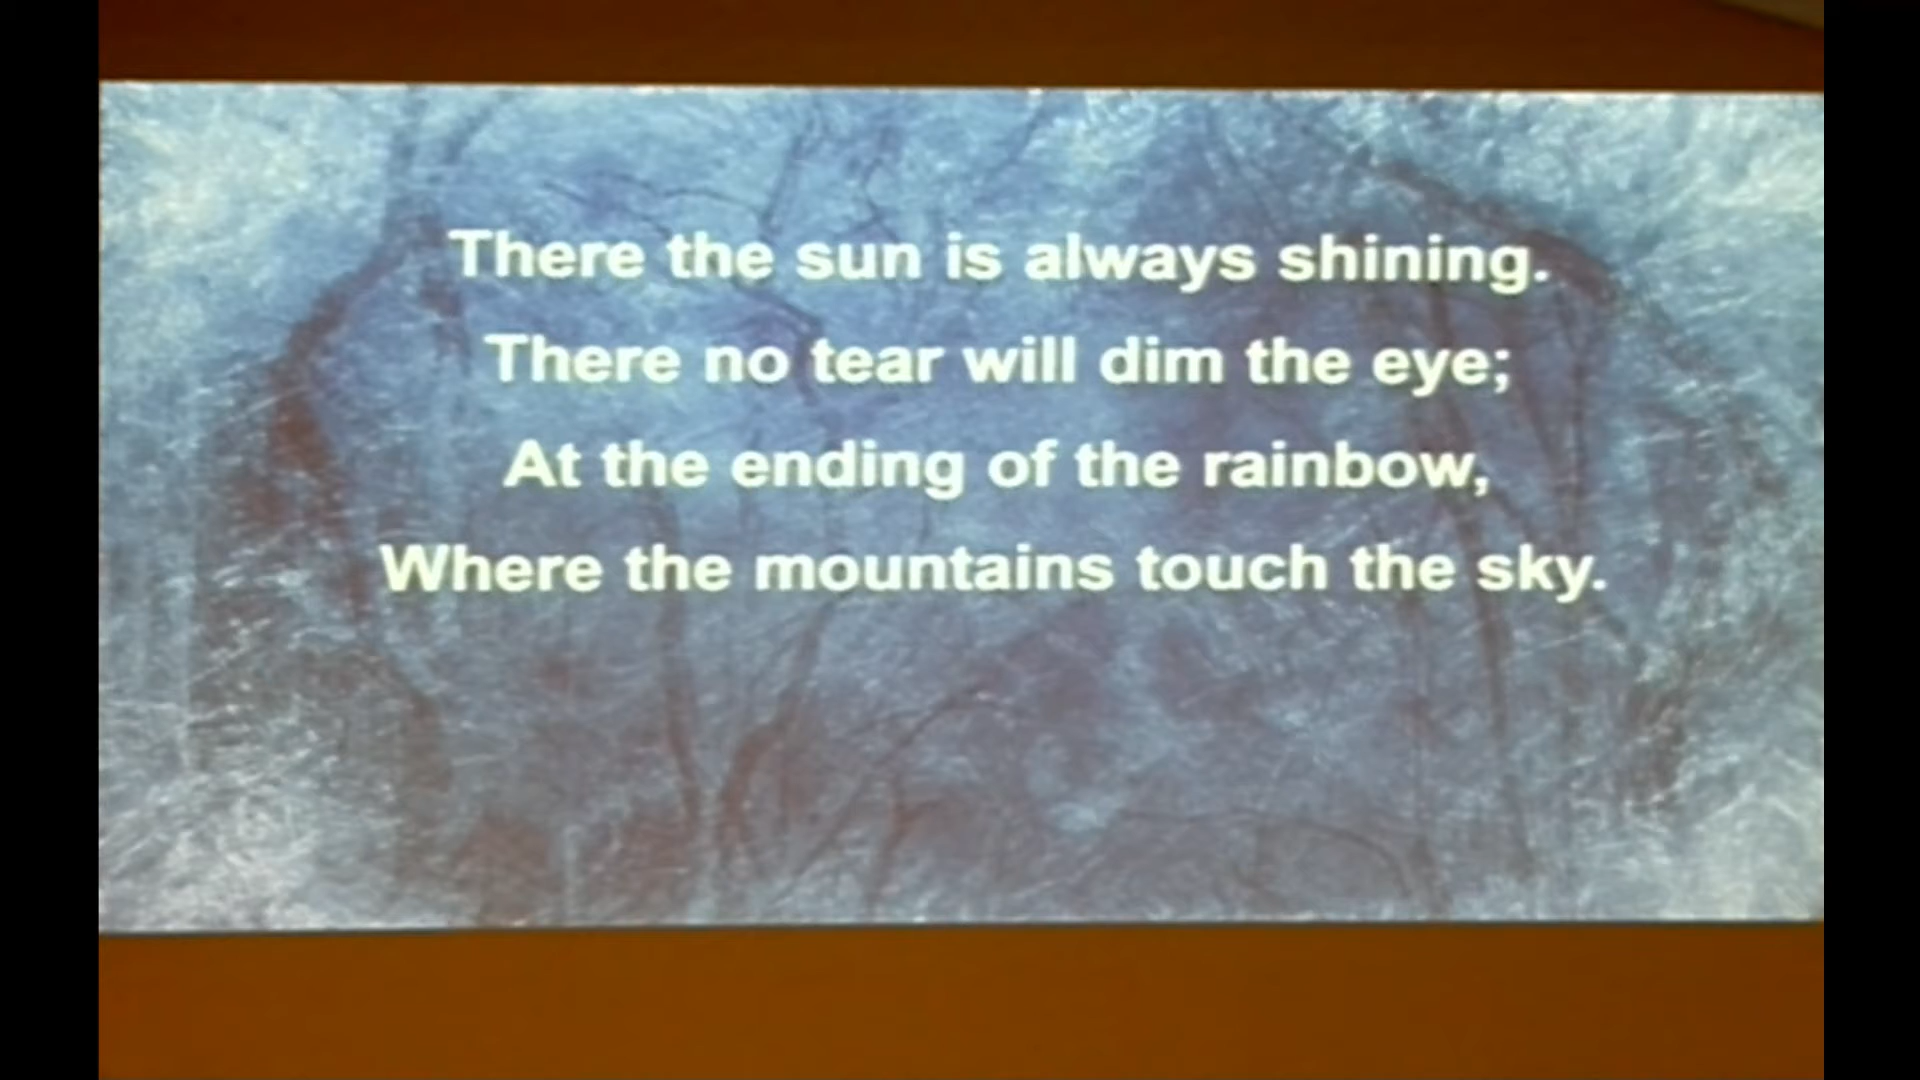 There the sun is always shining.
There no tear will dim the eye;
At the ending of the rainbow,
Where the mountains touch the sky.